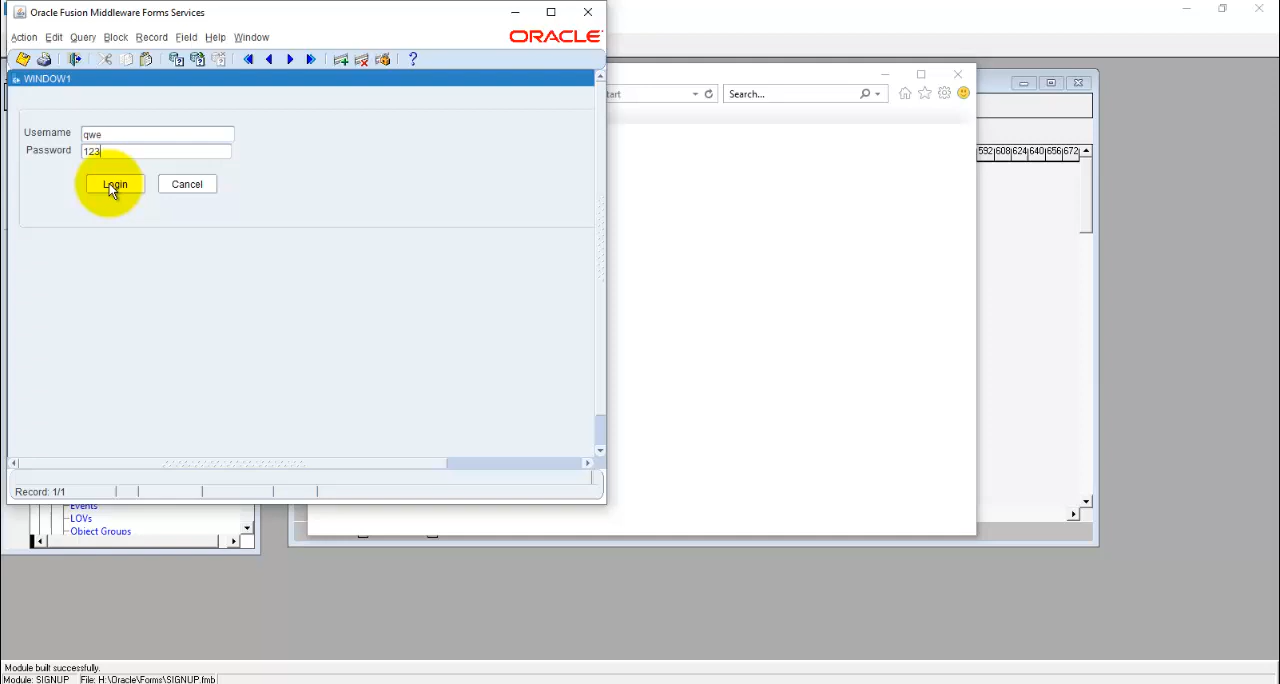 Oracle Fusion Middleware Forms Services
Action Edit Query Block Record Field Help Window
ORACLE
WINDOW1
Username qwe
Password 123
Login Cancel
Record: 1/1
tart
Search...
592|608|624|640|656|672
Events
LOVs
Object Groups
Module built successfully.
Module: SIGNUP File: H:\Oracle\Forms\SIGNUP.fmb